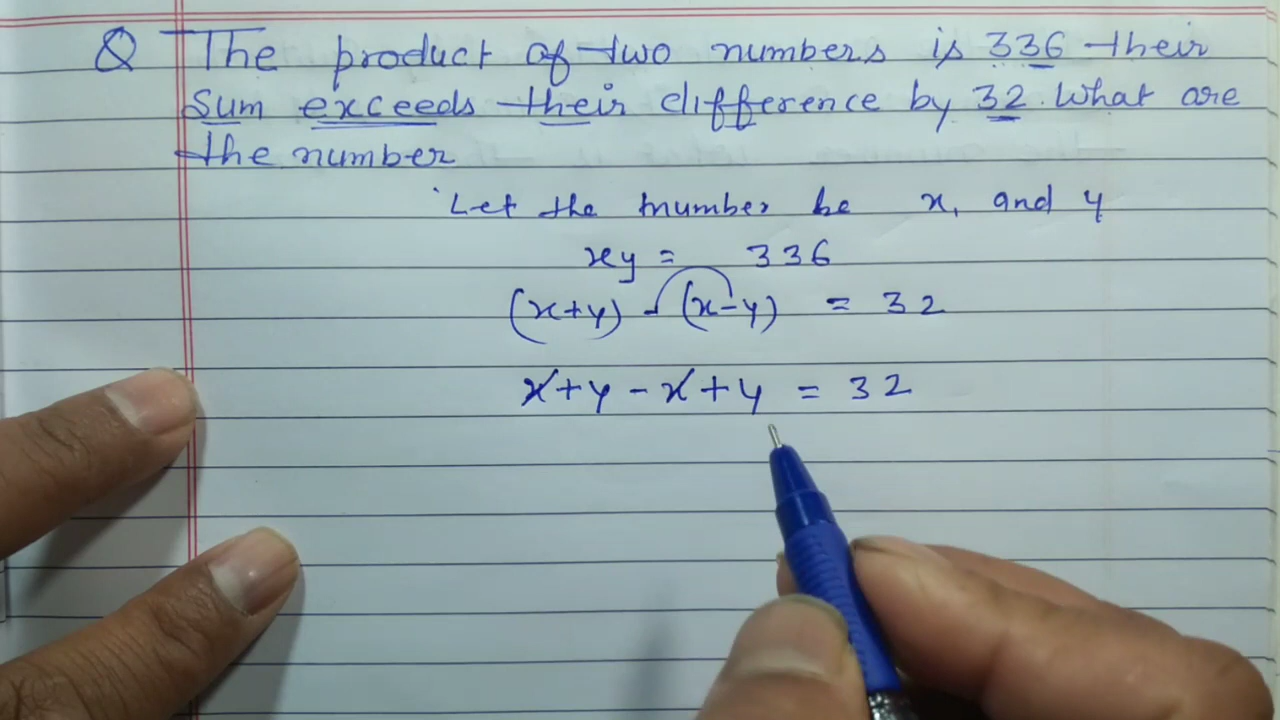 Q The product of two numbers is 336 their
Sum exceeds their difference by 32. What are
the number
Let the number be x, and y
xy = 336
(x+y) - (x-y) = 32
x+y-x+y = 32